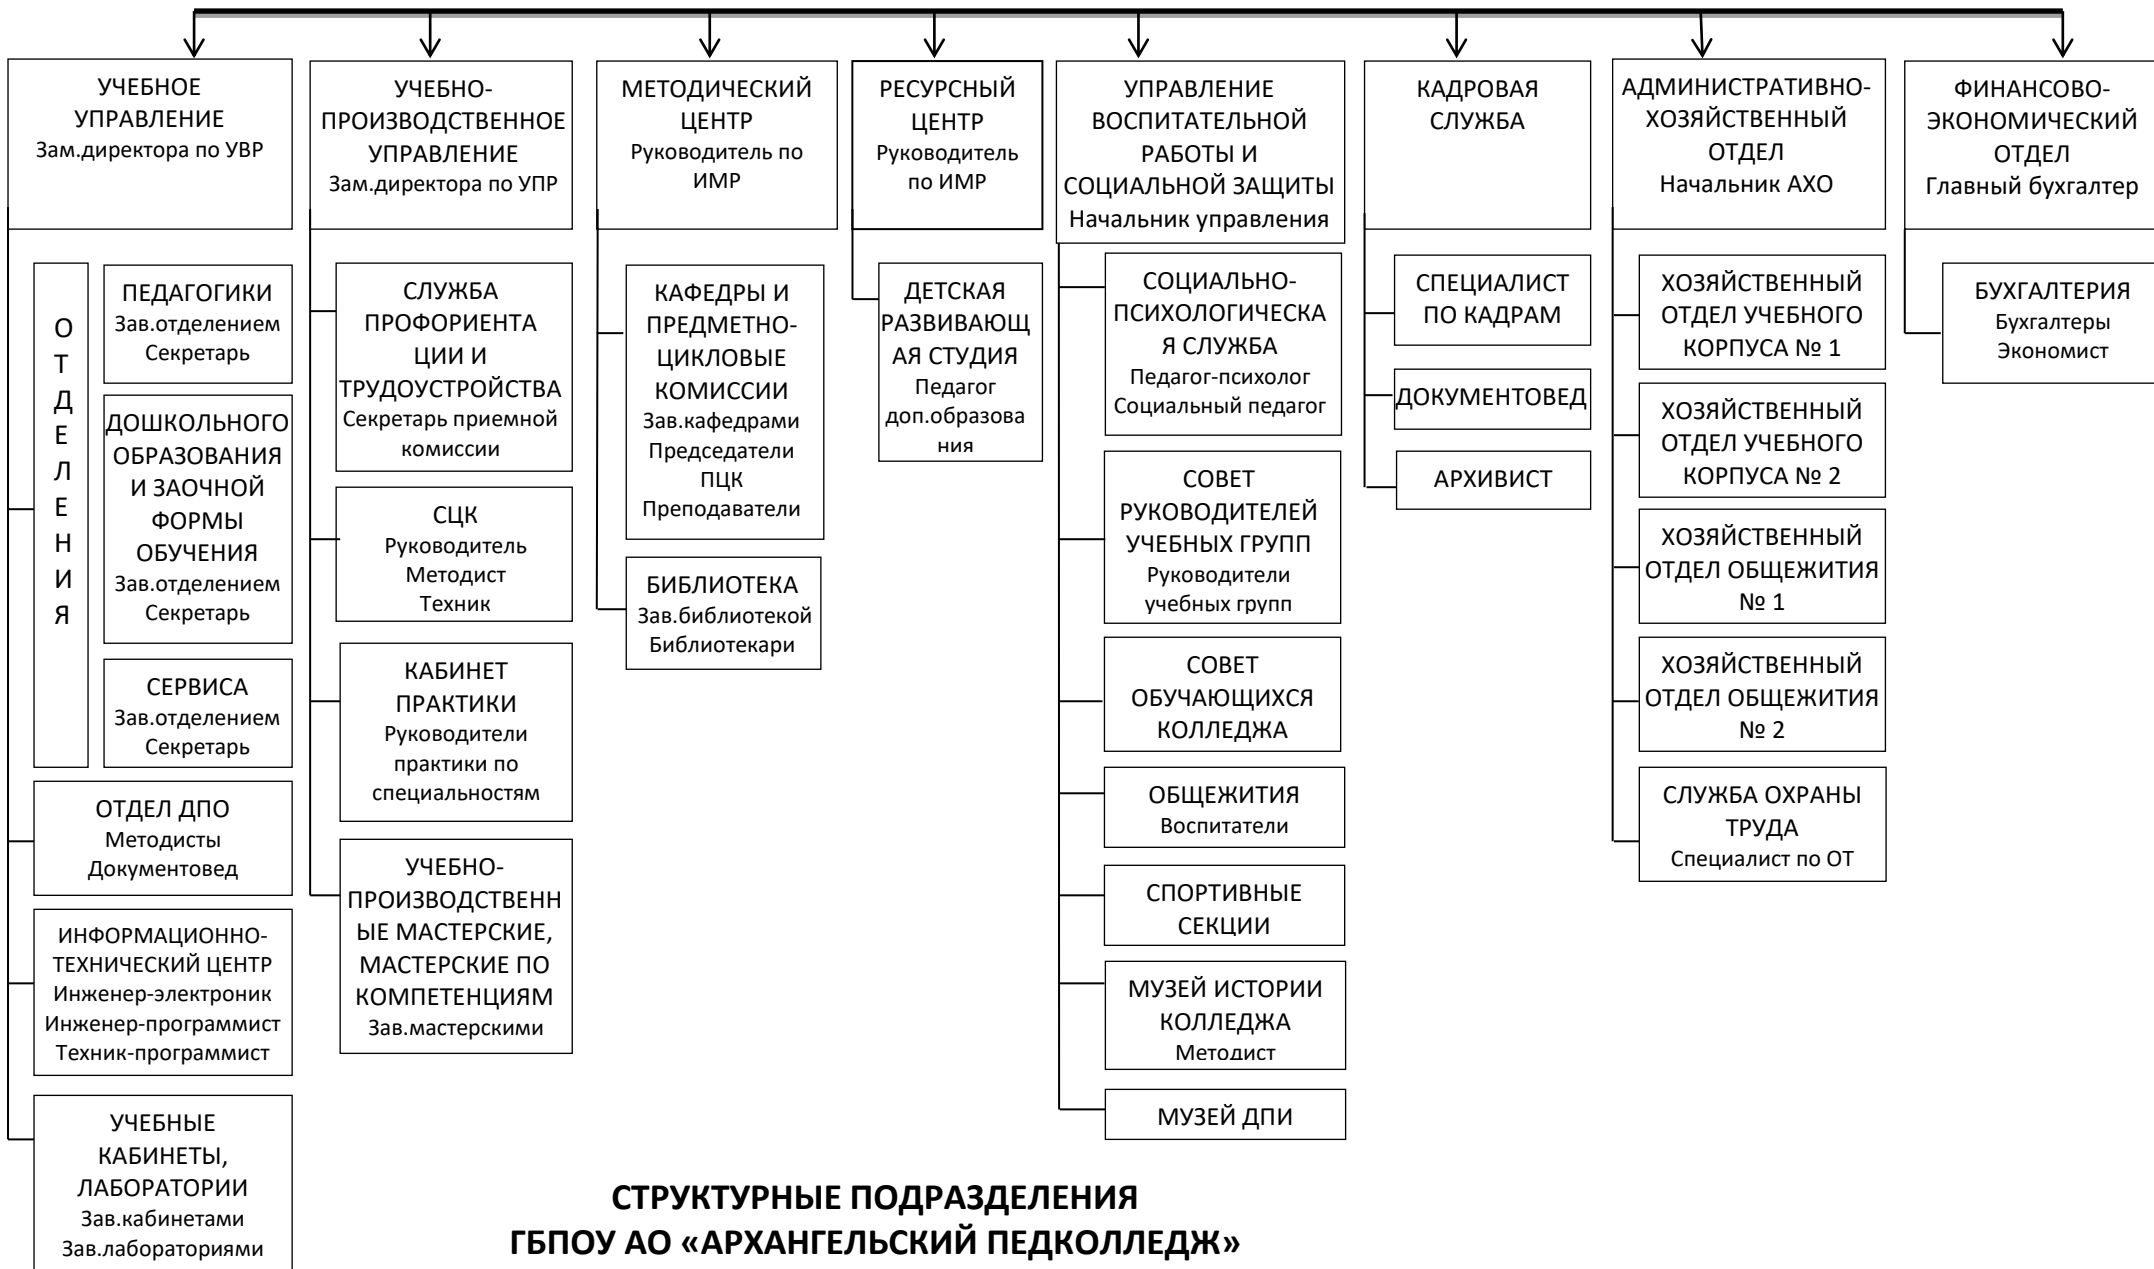 УЧЕБНОЕ
УПРАВЛЕНИЕ
Зам.директора по УВР
ОТДЕЛЕНИЯ
ПЕДАГОГИКИ
Зав.отделением
Секретарь
ДОШКОЛЬНОГО
ОБРАЗОВАНИЯ
И ЗАОЧНОЙ
ФОРМЫ
ОБУЧЕНИЯ
Зав.отделением
Секретарь
СЕРВИСА
Зав.отделением
Секретарь
ОТДЕЛ ДПО
Методисты
Документовед
ИНФОРМАЦИОННО-
ТЕХНИЧЕСКИЙ ЦЕНТР
Инженер-электроник
Инженер-программист
Техник-программист
УЧЕБНЫЕ
КАБИНЕТЫ,
ЛАБОРАТОРИИ
Зав.кабинетами
Зав.лабораториями
УЧЕБНО-
ПРОИЗВОДСТВЕННОЕ
УПРАВЛЕНИЕ
Зам.директора по УПР
СЛУЖБА
ПРОФОРИЕНТА
ЦИИ И
ТРУДОУСТРОЙСТВА
Секретарь приемной
комиссии
СЦК
Руководитель
Методист
Техник
КАБИНЕТ
ПРАКТИКИ
Руководители
практики по
специальностям
УЧЕБНО-
ПРОИЗВОДСТВЕНН
ЫЕ МАСТЕРСКИЕ,
МАСТЕРСКИЕ ПО
КОМПЕТЕНЦИЯМ
Зав.мастерскими
МЕТОДИЧЕСКИЙ
ЦЕНТР
Руководитель по
ИМР
КАФЕДРЫ И
ПРЕДМЕТНО-
ЦИКЛОВЫЕ
КОМИССИИ
Зав.кафедрами
Председатели
ПЦК
Преподаватели
БИБЛИОТЕКА
Зав.библиотекой
Библиотекари
РЕСУРСНЫЙ
ЦЕНТР
Руководитель
по ИМР
ДЕТСКАЯ
РАЗВИВАЮЩ
АЯ СТУДИЯ
Педагог
доп.образова
ния
УПРАВЛЕНИЕ
ВОСПИТАТЕЛЬНОЙ
РАБОТЫ И
СОЦИАЛЬНОЙ ЗАЩИТЫ
Начальник управления
СОЦИАЛЬНО-
ПСИХОЛОГИЧЕСКА
Я СЛУЖБА
Педагог-психолог
Социальный педагог
СОВЕТ
РУКОВОДИТЕЛЕЙ
УЧЕБНЫХ ГРУПП
Руководители
учебных групп
СОВЕТ
ОБУЧАЮЩИХСЯ
КОЛЛЕДЖА
ОБЩЕЖИТИЯ
Воспитатели
СПОРТИВНЫЕ
СЕКЦИИ
МУЗЕЙ ИСТОРИИ
КОЛЛЕДЖА
Методист
МУЗЕЙ ДПИ
КАДРОВАЯ
СЛУЖБА
СПЕЦИАЛИСТ
ПО КАДРАМ
ДОКУМЕНТОВЕД
АРХИВИСТ
АДМИНИСТРАТИВНО-
ХОЗЯЙСТВЕННЫЙ
ОТДЕЛ
Начальник АХО
ХОЗЯЙСТВЕННЫЙ
ОТДЕЛ УЧЕБНОГО
КОРПУСА № 1
ХОЗЯЙСТВЕННЫЙ
ОТДЕЛ УЧЕБНОГО
КОРПУСА № 2
ХОЗЯЙСТВЕННЫЙ
ОТДЕЛ ОБЩЕЖИТИЯ
№ 1
ХОЗЯЙСТВЕННЫЙ
ОТДЕЛ ОБЩЕЖИТИЯ
№ 2
СЛУЖБА ОХРАНЫ
ТРУДА
Специалист по ОТ
ФИНАНСОВО-
ЭКОНОМИЧЕСКИЙ
ОТДЕЛ
Главный бухгалтер
БУХГАЛТЕРИЯ
Бухгалтеры
Экономист
СТРУКТУРНЫЕ ПОДРАЗДЕЛЕНИЯ
ГБПОУ АО «АРХАНГЕЛЬСКИЙ ПЕДКОЛЛЕДЖ»